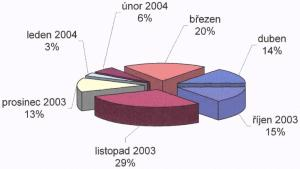 únor 2004
6%
březen
20%
leden 2004
3%
duben
14%
prosinec 2003
13%
říjen 2003
15%
listopad 2003
29%